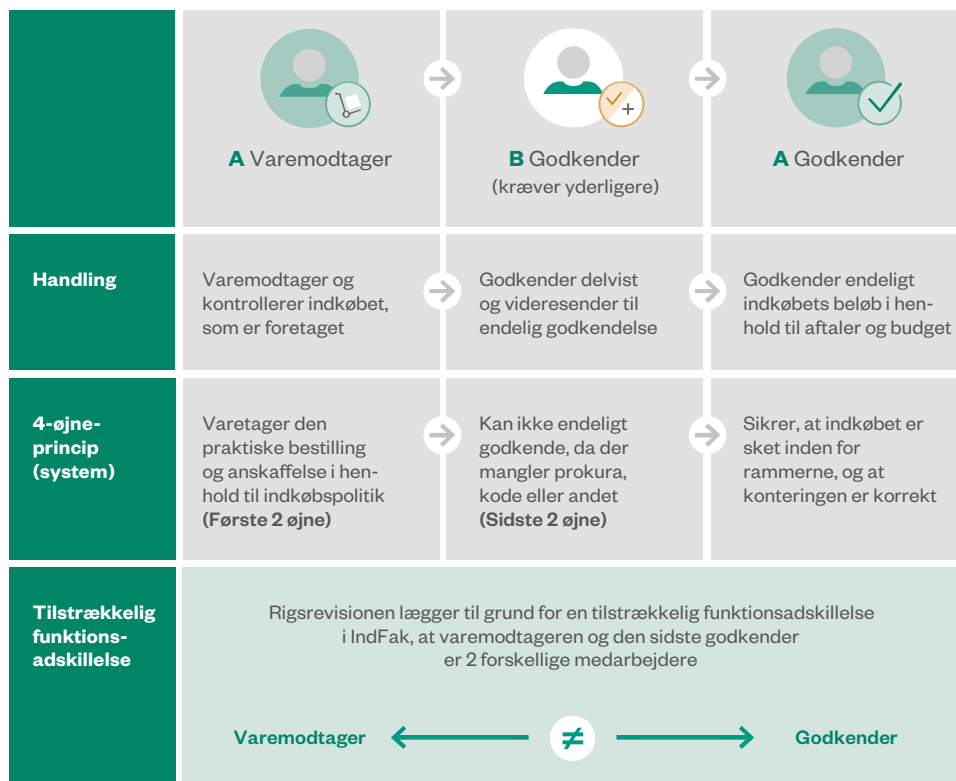 A Varemodtager
B Godkender
(kræver yderligere)
A Godkender
Handling
Varemodtager og
kontrollerer indkøbet,
som er foretaget
Godkender delvist
og videresender til
endelig godkendelse
Godkender endeligt
indkøbets beløb i hen-
hold til aftaler og budget
4-øjne-
princip
(system)
Varetager den
praktiske bestilling
og anskaffelse i hen-
hold til indkøbspolitik
(Første 2 øjne)
Kan ikke endeligt
godkende, da der
mangler prokura,
kode eller andet
(Sidste 2 øjne)
Sikrer, at indkøbet er
sket inden for
rammerne, og at
konteringen er korrekt
Tilstrækkelig
funktions-
adskillelse
Rigsrevisionen lægger til grund for en tilstrækkelig funktionsadskillelse
i IndFak, at varemodtageren og den sidste godkender
er 2 forskellige medarbejdere
Varemodtager ≠ Godkender